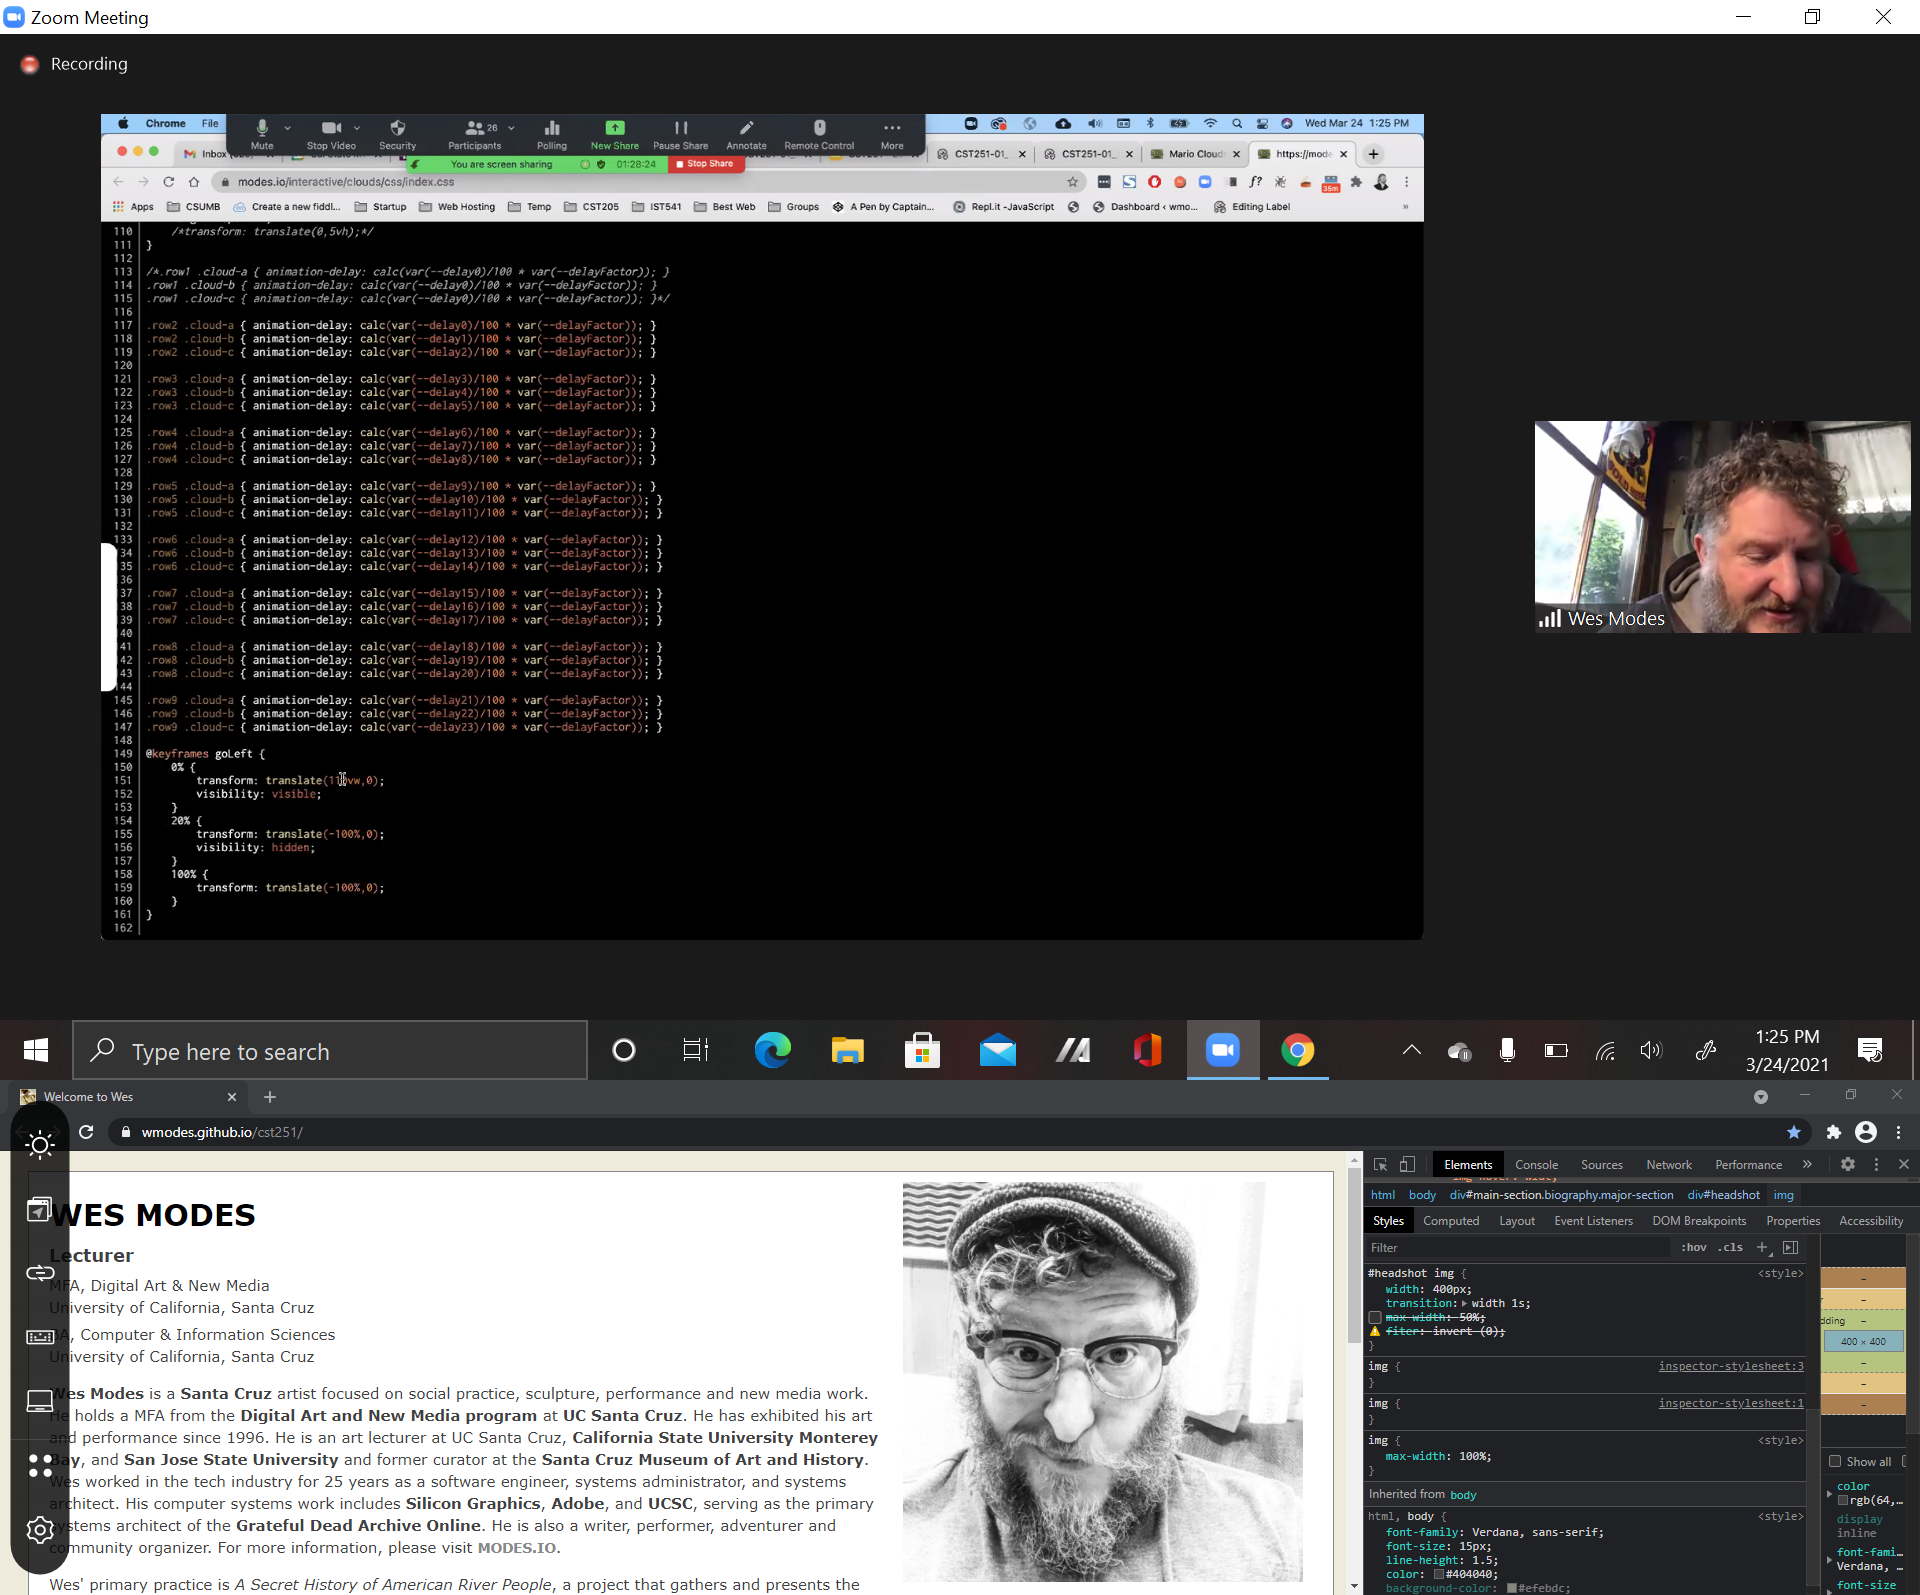 Zoom Meeting
Recording
Chrome File
Mute Stop Video Security Participants 26 Polling New Share Pause Share Annotate Remote Control More
Wed Mar 24 1:25 PM
You are screen sharing 01:28:24 Stop Share
CST251-01_ CST251-01_ Mario Cloud https://mode
modes.io/interactive/clouds/css/index.css
Apps CSUMB Create a new fiddl... Startup Web Hosting Temp CST205 IST541 Best Web Groups A Pen by Captain... Repl.it -JavaScript Dashboard ‹ wmo... Editing Label »
110 /*transform: translate(0,5vh);*/
111 }
112
113 /*.row1 .cloud-a { animation-delay: calc(var(--delay0)/100 * var(--delayFactor)); }
114 .row1 .cloud-b { animation-delay: calc(var(--delay0)/100 * var(--delayFactor)); }
115 .row1 .cloud-c { animation-delay: calc(var(--delay0)/100 * var(--delayFactor)); }*/
116
117 .row2 .cloud-a { animation-delay: calc(var(--delay0)/100 * var(--delayFactor)); }
118 .row2 .cloud-b { animation-delay: calc(var(--delay1)/100 * var(--delayFactor)); }
119 .row2 .cloud-c { animation-delay: calc(var(--delay2)/100 * var(--delayFactor)); }
120
121 .row3 .cloud-a { animation-delay: calc(var(--delay3)/100 * var(--delayFactor)); }
122 .row3 .cloud-b { animation-delay: calc(var(--delay4)/100 * var(--delayFactor)); }
123 .row3 .cloud-c { animation-delay: calc(var(--delay5)/100 * var(--delayFactor)); }
124
125 .row4 .cloud-a { animation-delay: calc(var(--delay6)/100 * var(--delayFactor)); }
126 .row4 .cloud-b { animation-delay: calc(var(--delay7)/100 * var(--delayFactor)); }
127 .row4 .cloud-c { animation-delay: calc(var(--delay8)/100 * var(--delayFactor)); }
128
129 .row5 .cloud-a { animation-delay: calc(var(--delay9)/100 * var(--delayFactor)); }
130 .row5 .cloud-b { animation-delay: calc(var(--delay10)/100 * var(--delayFactor)); }
131 .row5 .cloud-c { animation-delay: calc(var(--delay11)/100 * var(--delayFactor)); }
132
133 .row6 .cloud-a { animation-delay: calc(var(--delay12)/100 * var(--delayFactor)); }
34 .row6 .cloud-b { animation-delay: calc(var(--delay13)/100 * var(--delayFactor)); }
35 .row6 .cloud-c { animation-delay: calc(var(--delay14)/100 * var(--delayFactor)); }
36
37 .row7 .cloud-a { animation-delay: calc(var(--delay15)/100 * var(--delayFactor)); }
38 .row7 .cloud-b { animation-delay: calc(var(--delay16)/100 * var(--delayFactor)); }
39 .row7 .cloud-c { animation-delay: calc(var(--delay17)/100 * var(--delayFactor)); }
40
41 .row8 .cloud-a { animation-delay: calc(var(--delay18)/100 * var(--delayFactor)); }
42 .row8 .cloud-b { animation-delay: calc(var(--delay19)/100 * var(--delayFactor)); }
43 .row8 .cloud-c { animation-delay: calc(var(--delay20)/100 * var(--delayFactor)); }
144
145 .row9 .cloud-a { animation-delay: calc(var(--delay21)/100 * var(--delayFactor)); }
146 .row9 .cloud-b { animation-delay: calc(var(--delay22)/100 * var(--delayFactor)); }
147 .row9 .cloud-c { animation-delay: calc(var(--delay23)/100 * var(--delayFactor)); }
148
149 @keyframes goLeft {
150 0% {
151 transform:
152 visibility: visible;
153 }
154 20% {
155 transform: translate(-100%,0);
156 visibility: hidden;
157 }
158 100% {
159 transform: translate(-100%,0);
160 }
161 }
162
Wes Modes
Type here to search
1:25 PM
3/24/2021
Welcome to Wes
wmodes.github.io/cst251/
WES MODES
Lecturer
MFA, Digital Art & New Media
University of California, Santa Cruz
BA, Computer & Information Sciences
University of California, Santa Cruz
Wes Modes is a Santa Cruz artist focused on social practice, sculpture, performance and new media work.
He holds a MFA from the Digital Art and New Media program at UC Santa Cruz. He has exhibited his art
and performance since 1996. He is an art lecturer at UC Santa Cruz, California State University Monterey
Bay, and San Jose State University and former curator at the Santa Cruz Museum of Art and History.
Wes worked in the tech industry for 25 years as a software engineer, systems administrator, and systems
architect. His computer systems work includes Silicon Graphics, Adobe, and UCSC, serving as the primary
systems architect of the Grateful Dead Archive Online. He is also a writer, performer, adventurer and
community organizer. For more information, please visit MODES.IO.
Wes' primary practice is A Secret History of American River People, a project that gathers and presents the
Elements Console Sources Network Performance »
html body div#main-section.biography.major-section div#headshot img
Styles Computed Layout Event Listeners DOM Breakpoints Properties Accessibility
Filter :hov .cls +
#headshot img { <style>
width: 400px;
transition: width 1s;
max-width: 50%;
fiter: invert (0);
}
img { inspector-stylesheet:3
}
img { inspector-stylesheet:1
}
img { <style>
max-width: 100%;
}
Inherited from body
html, body { <style>
font-family: Verdana, sans-serif;
font-size: 15px;
line-height: 1.5;
color: #404040;
background-color: #efebdc;
dding
400 × 400
Show all
color
rgb(64,...
display
inline
font-fami...
Verdana, ...
font-size